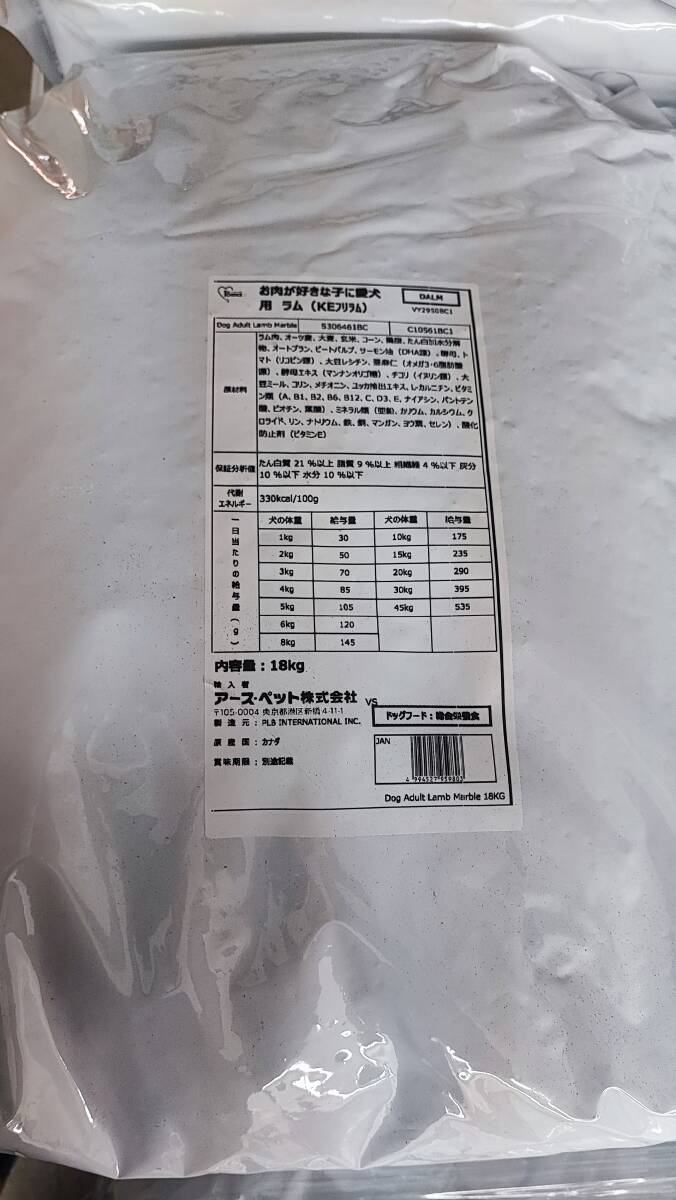 お肉が好きな子に愛犬
用 ラム（KEフリラム）
DALM
VY29508C1
Dog Adult Lamb Marble
S306461BC
C10561BC1
原材料
ラム肉、オーツ麦、大麦、玄米、コーン、鶏脂、たん白加水分解
物、オートブラン、ビートパルプ、サーモン油（DHA源）、酵母、ト
マト（リコピン源）、大豆レシチン、亜麻仁（オメガ3・6脂肪酸
源）、酵母エキス（マンナンオリゴ糖）、チコリ（イヌリン源）、大
豆ミール、コリン、メチオニン、ユッカ抽出エキス、L-カルニチン、ビタミ
ン類（A、B1、B2、B6、B12、C、D3、E、ナイアシン、パントテン
酸、ビオチン、葉酸）、ミネラル類（亜鉛、カリウム、カルシウム、ク
ロライド、リン、ナトリウム、鉄、銅、マンガン、ヨウ素、セレン）、酸化
防止剤（ビタミンE）
保証分析値
たん白質 21 %以上 脂質 9 %以上 粗繊維 4 %以下 灰分
10 %以下 水分 10 %以下
代謝
エネルギー
330kcal/100g
一日当たりの給与量（g）
犬の体重 給与量 犬の体重 給与量
1kg 30 10kg 175
2kg 50 15kg 235
3kg 70 20kg 290
4kg 85 30kg 395
5kg 105 45kg 535
6kg 120
8kg 145
内容量：18kg
輸入者
アース・ペット株式会社
VS
〒105-0004 東京都港区新橋 4-11-1
製造元：PLB INTERNATIONAL INC.
ドッグフード：総合栄養食
原産国：カナダ
賞味期限：別途記載
JAN
4 994527 959803
Dog Adult Lamb Marble 18KG